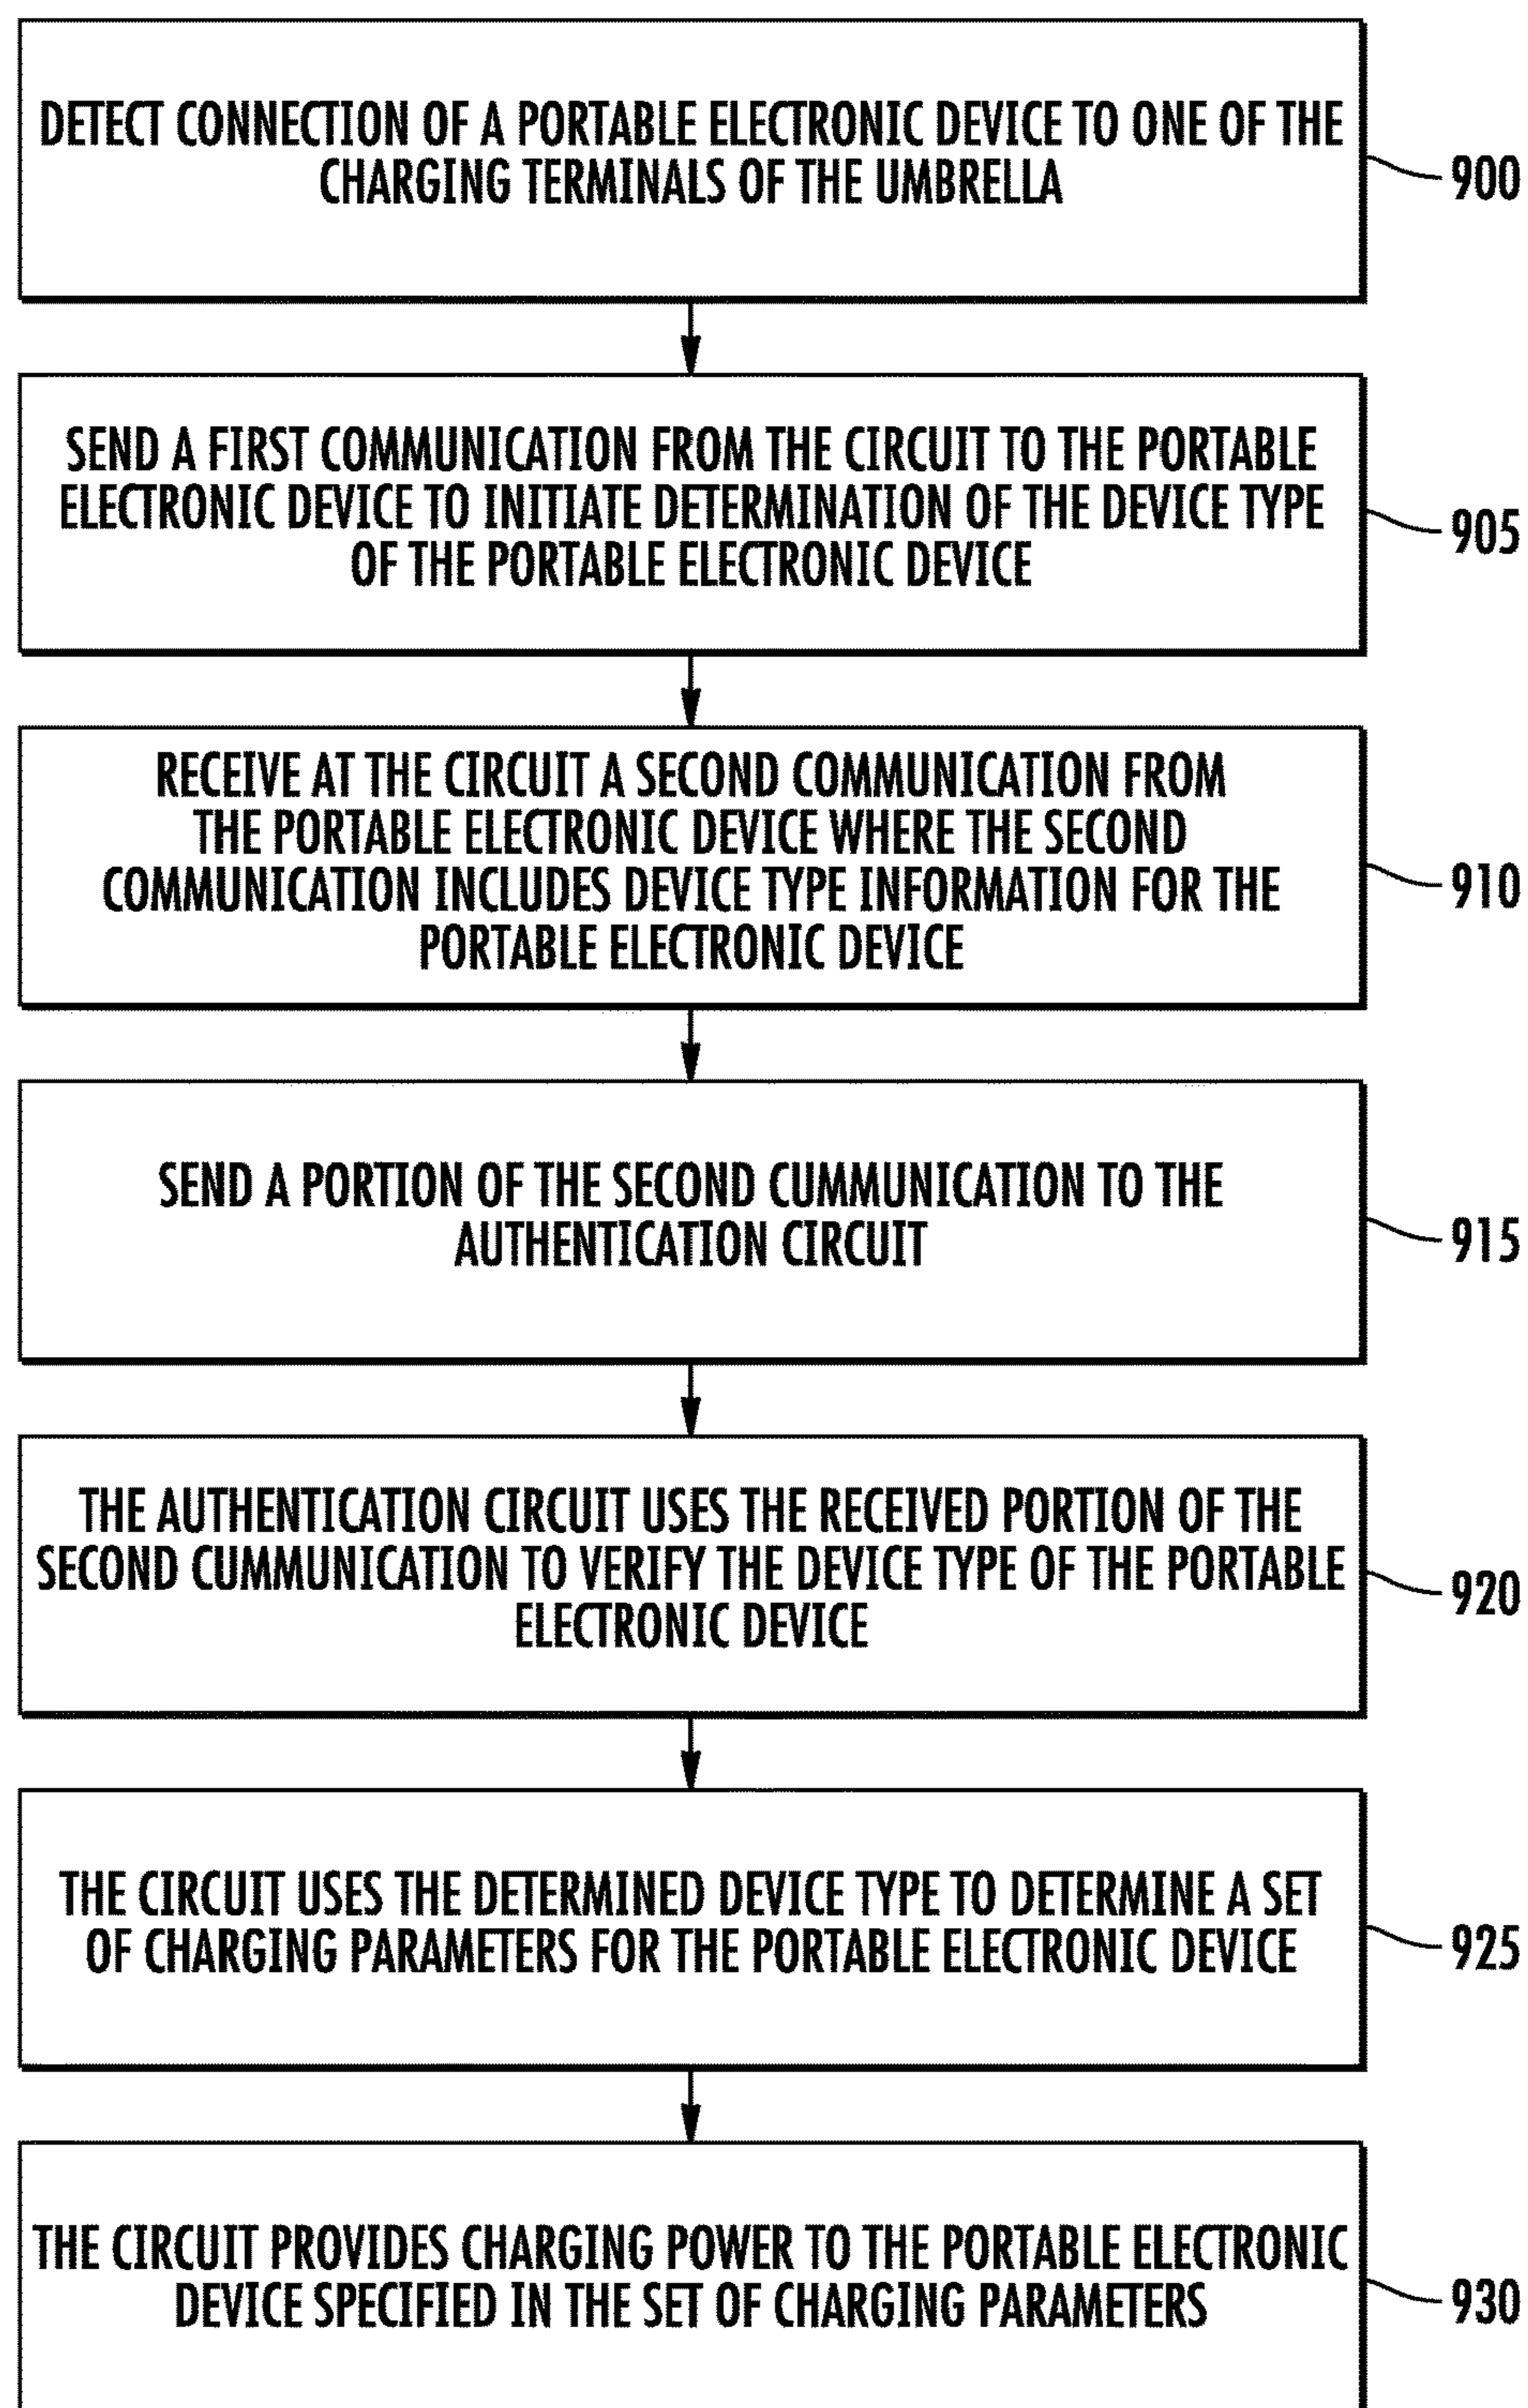 DETECT CONNECTION OF A PORTABLE ELECTRONIC DEVICE TO ONE OF THE
CHARGING TERMINALS OF THE UMBRELLA
900
SEND A FIRST COMMUNICATION FROM THE CIRCUIT TO THE PORTABLE
ELECTRONIC DEVICE TO INITIATE DETERMINATION OF THE DEVICE TYPE
OF THE PORTABLE ELECTRONIC DEVICE
905
RECEIVE AT THE CIRCUIT A SECOND COMMUNICATION FROM
THE PORTABLE ELECTRONIC DEVICE WHERE THE SECOND
COMMUNICATION INCLUDES DEVICE TYPE INFORMATION FOR THE
PORTABLE ELECTRONIC DEVICE
910
SEND A PORTION OF THE SECOND CUMMUNICATION TO THE
AUTHENTICATION CIRCUIT
915
THE AUTHENTICATION CIRCUIT USES THE RECEIVED PORTION OF THE
SECOND CUMMUNICATION TO VERIFY THE DEVICE TYPE OF THE PORTABLE
ELECTRONIC DEVICE
920
THE CIRCUIT USES THE DETERMINED DEVICE TYPE TO DETERMINE A SET
OF CHARGING PARAMETERS FOR THE PORTABLE ELECTRONIC DEVICE
925
THE CIRCUIT PROVIDES CHARGING POWER TO THE PORTABLE ELECTRONIC
DEVICE SPECIFIED IN THE SET OF CHARGING PARAMETERS
930